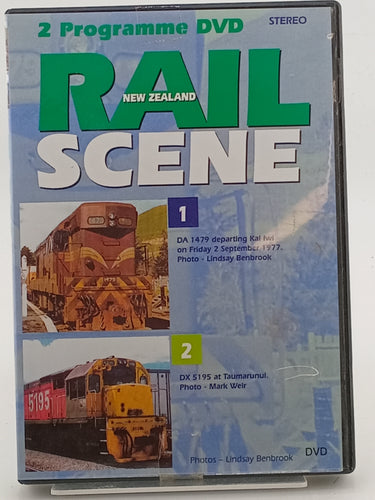 2 Programme DVD
STEREO
RAIL
NEW ZEALAND
SCENE
1
DA 1479 departing Kai Iwi
on Friday 2 September 1977.
Photo - Lindsay Benbrook
2
DX 5195 at Taumarunui.
Photo - Mark Weir
5195
Photos - Lindsay Benbrook
DVD